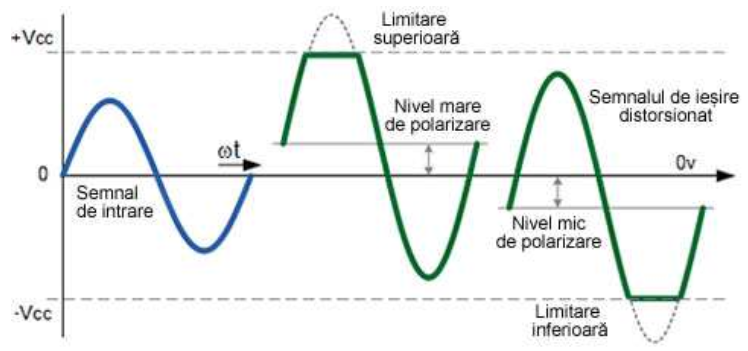 +Vcc
Limitare
superioară
Nivel mare
de polarizare
Semnalul de ieșire
distorsionat
ωt
0
0v
Semnal
de intrare
Nivel mic
de polarizare
-Vcc
Limitare
inferioară